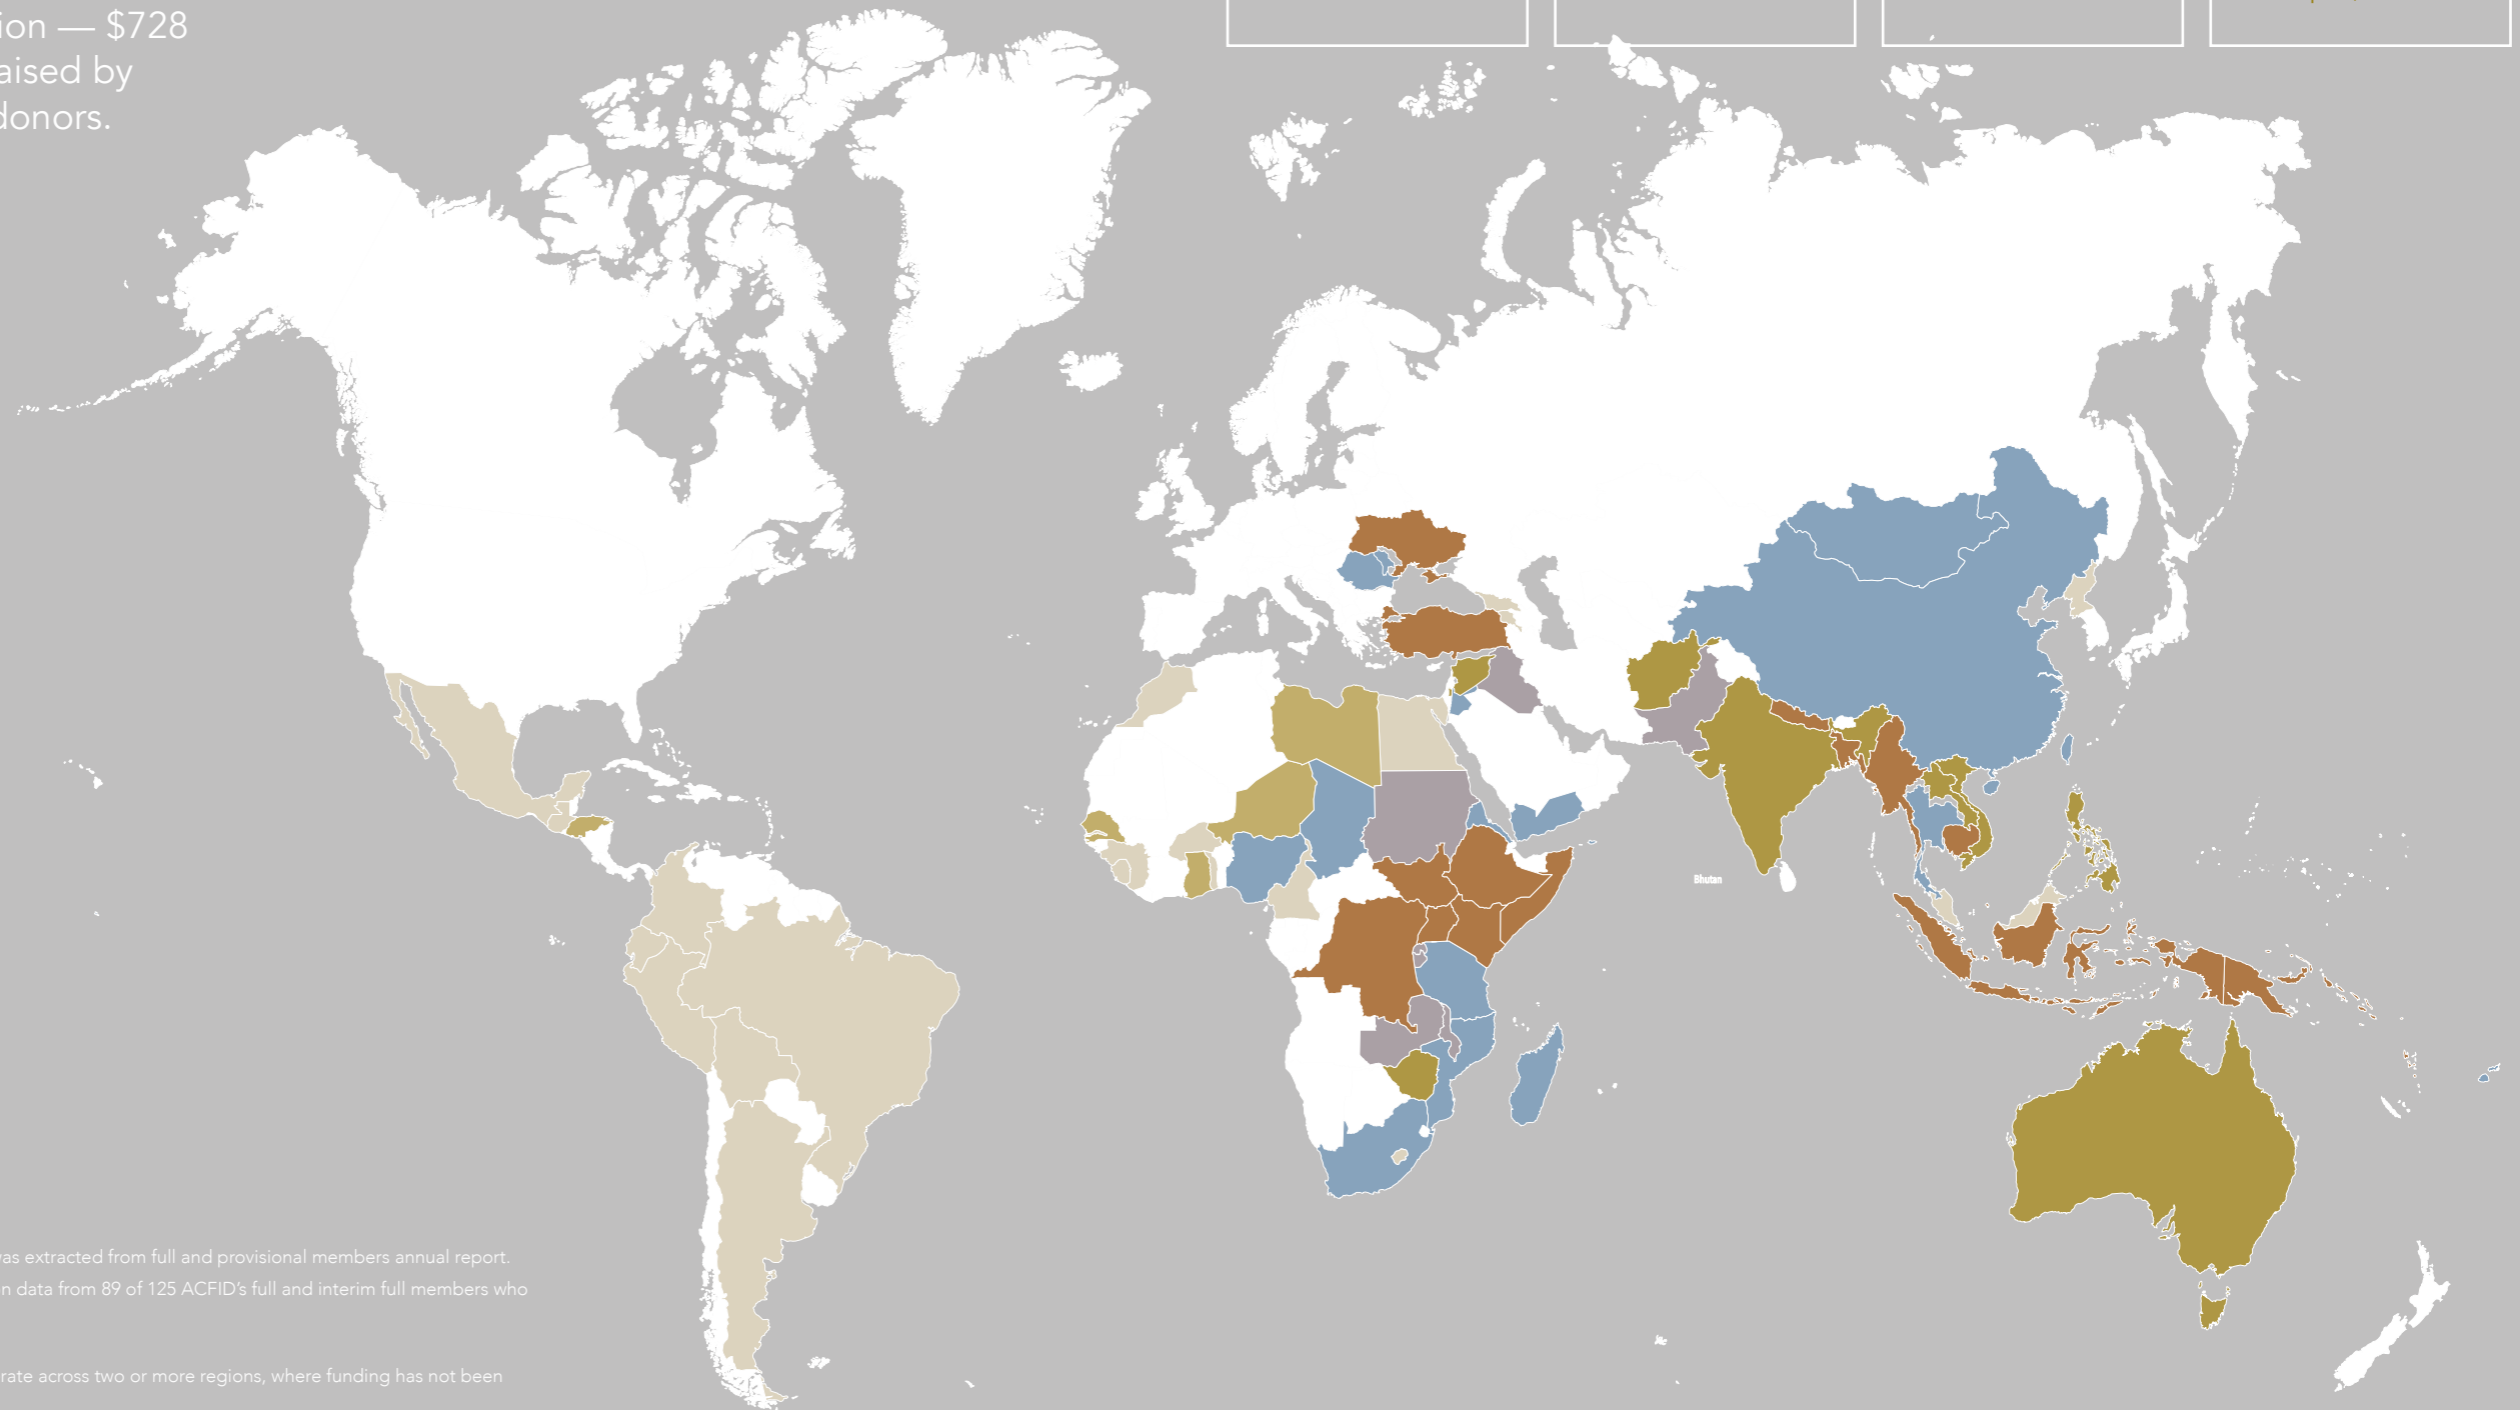 ion — $728
aised by
donors.
Bhutan
was extracted from full and provisional members annual report.
n data from 89 of 125 ACFID’s full and interim full members who
rate across two or more regions, where funding has not been